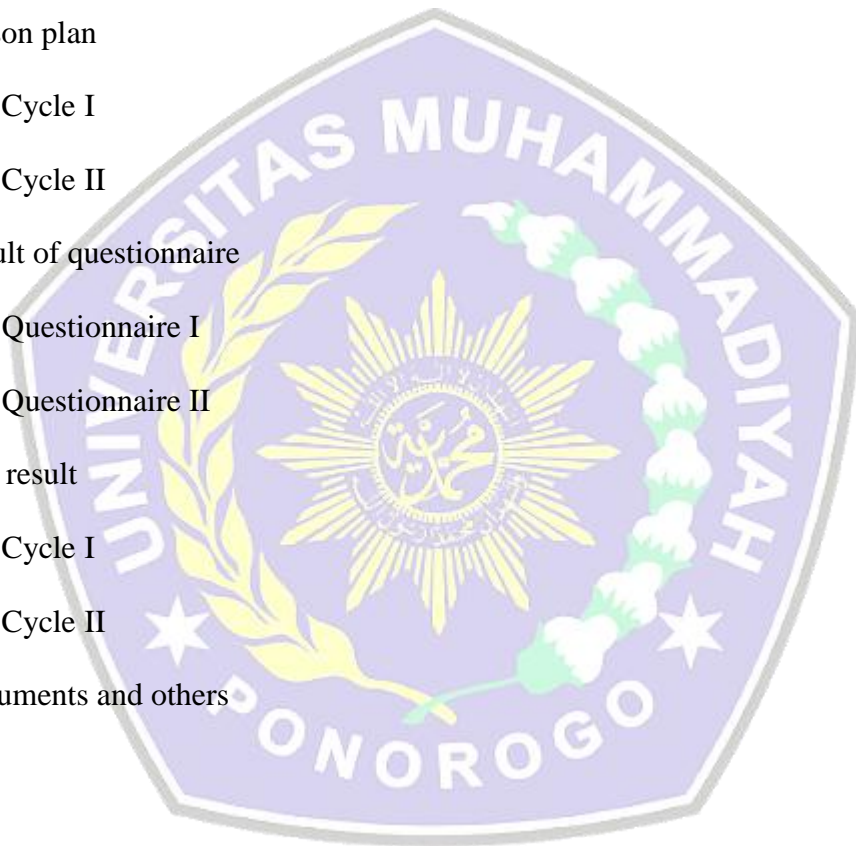 on plan
Cycle I
Cycle II
ult of questionnaire
Questionnaire I
Questionnaire II
result
Cycle I
Cycle II
uments and others
UNIVERSITAS MUHAMMADIYAH
PONOROGO
محمدية